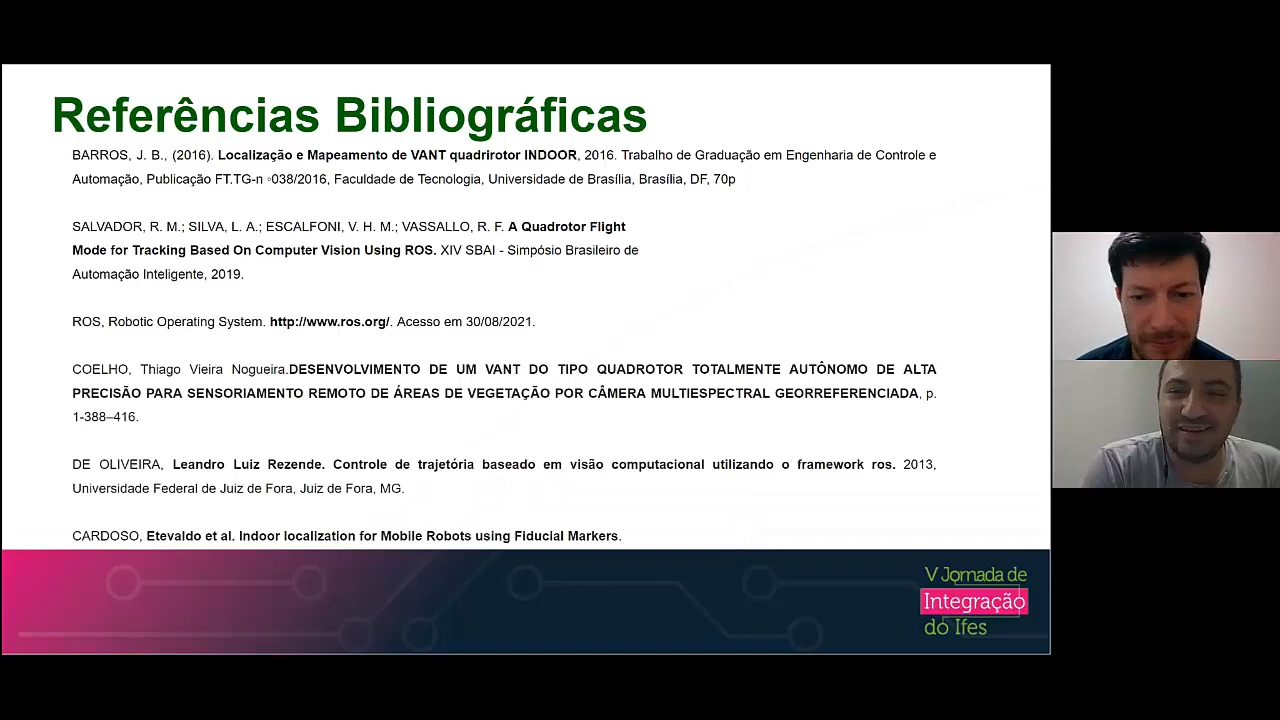 Referências Bibliográficas
BARROS, J. B., (2016). Localização e Mapeamento de VANT quadrirotor INDOOR, 2016. Trabalho de Graduação em Engenharia de Controle e
Automação, Publicação FT.TG-n ◦038/2016, Faculdade de Tecnologia, Universidade de Brasília, Brasília, DF, 70p
SALVADOR, R. M.; SILVA, L. A.; ESCALFONI, V. H. M.; VASSALLO, R. F. A Quadrotor Flight
Mode for Tracking Based On Computer Vision Using ROS. XIV SBAI - Simpósio Brasileiro de
Automação Inteligente, 2019.
ROS, Robotic Operating System. http://www.ros.org/. Acesso em 30/08/2021.
COELHO, Thiago Vieira Nogueira.DESENVOLVIMENTO DE UM VANT DO TIPO QUADROTOR TOTALMENTE AUTÔNOMO DE ALTA
PRECISÃO PARA SENSORIAMENTO REMOTO DE ÁREAS DE VEGETAÇÃO POR CÂMERA MULTIESPECTRAL GEORREFERENCIADA, p.
1-388–416.
DE OLIVEIRA, Leandro Luiz Rezende. Controle de trajetória baseado em visão computacional utilizando o framework ros. 2013,
Universidade Federal de Juiz de Fora, Juiz de Fora, MG.
CARDOSO, Etevaldo et al. Indoor localization for Mobile Robots using Fiducial Markers.
V Jornada de
Integração
do Ifes